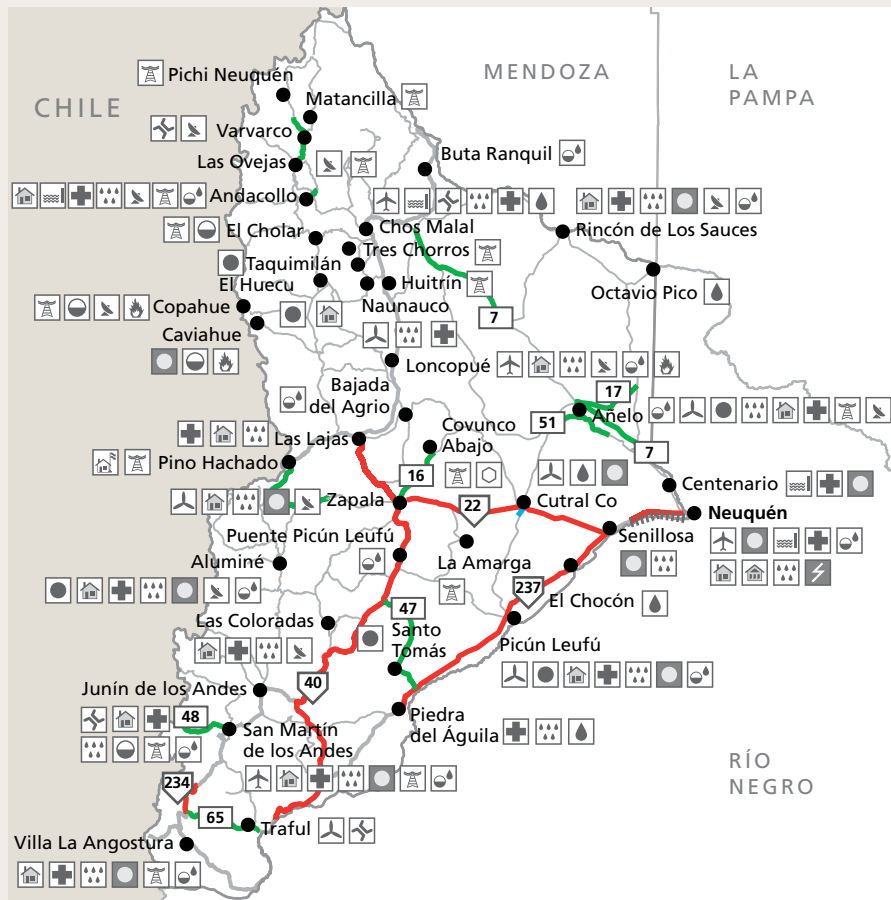 MENDOZA
LA
PAMPA
CHILE
Pichi Neuquén
Matancilla
Varvarco
Buta Ranquil
Las Ovejas
Andacollo
Chos Malal
El Cholar
Rincón de Los Sauces
Tres Chorros
Taquimilán
El Huecu
Huitrín
Octavio Pico
Copahue
Naunauco
7
Caviahue
Loncopué
Bajada
del Agrio
17
Añelo
51
Covunco
Abajo
Las Lajas
7
Pino Hachado
16
Centenario
Zapala
22
Cutral Co
Neuquén
Puente Picún Leufú
Senillosa
La Amarga
Aluminé
237
El Chocón
47
Las Coloradas
Santo
Tomás
Picún Leufú
40
Junín de los Andes
48
San Martín
de los Andes
Piedra
del Águila
RÍO
NEGRO
234
65
Traful
Villa La Angostura